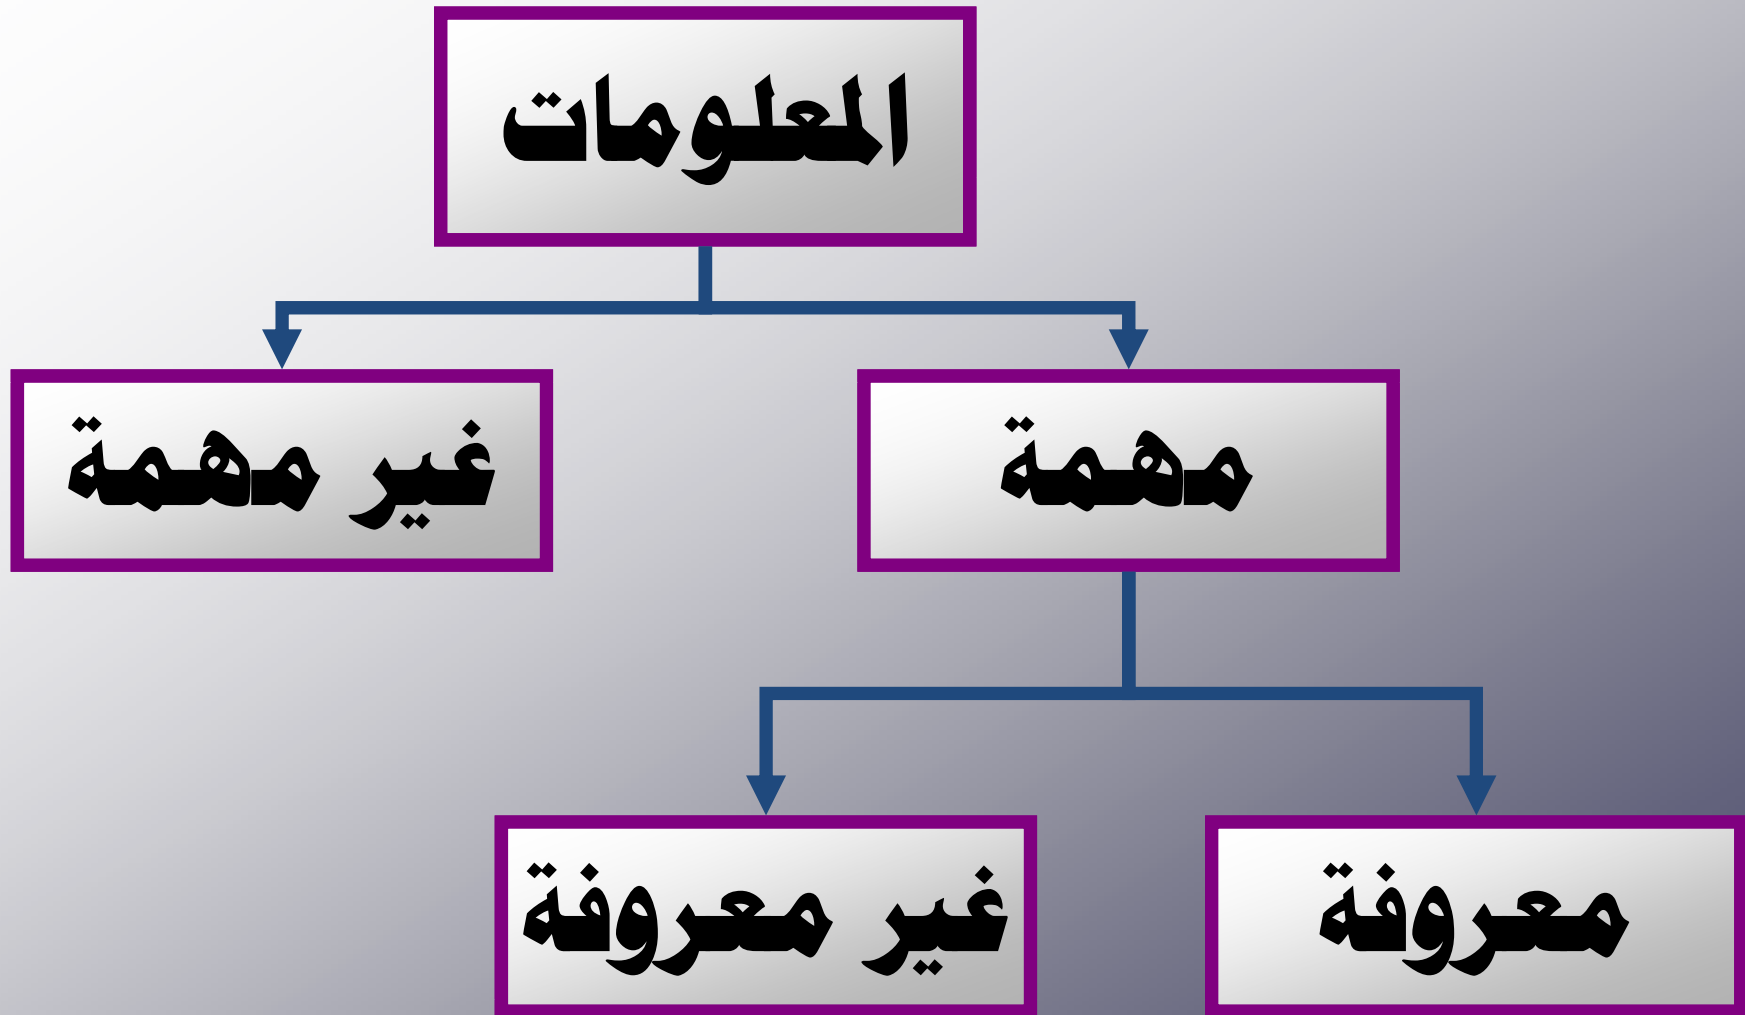 المعلومات
مهمة
غير مهمة
معروفة
غير معروفة